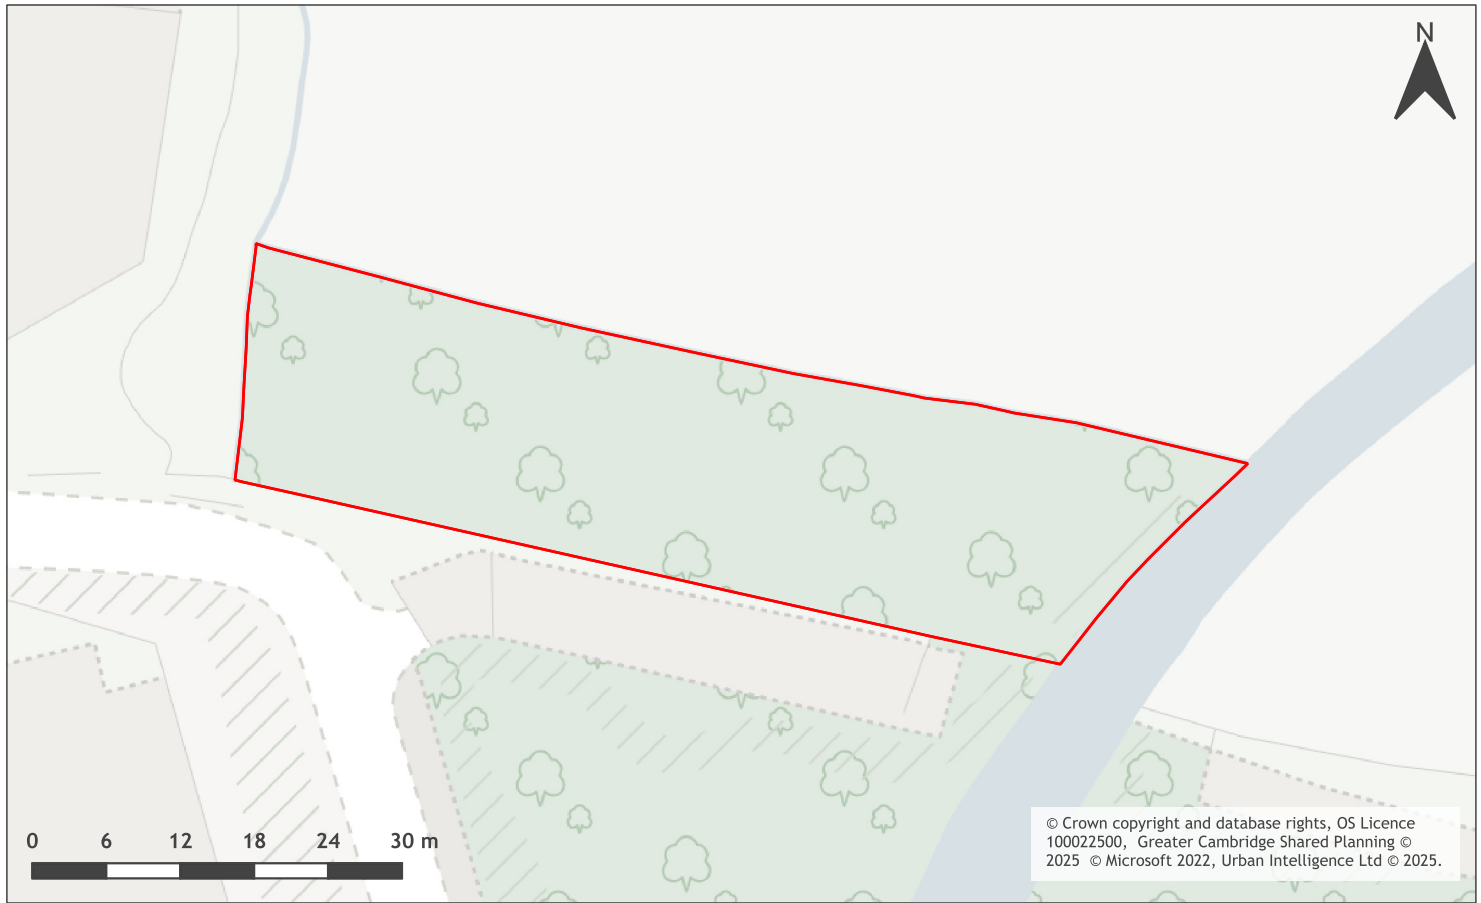 N
0 6 12 18 24 30 m
© Crown copyright and database rights, OS Licence
100022500,  Greater Cambridge Shared Planning ©
2025  © Microsoft 2022, Urban Intelligence Ltd © 2025.